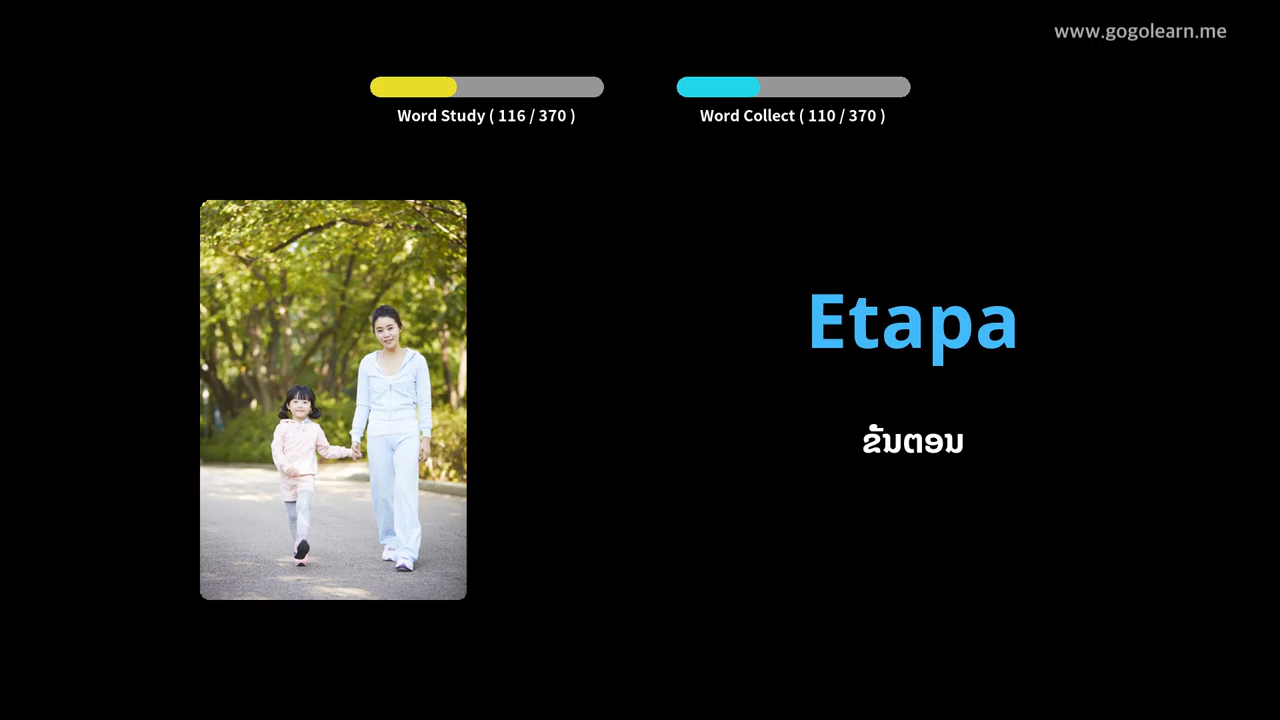 www.gogolearn.me
Word Study ( 116 / 370 )
Word Collect ( 110 / 370 )
Etapa
ຂັ້ນຕອນ